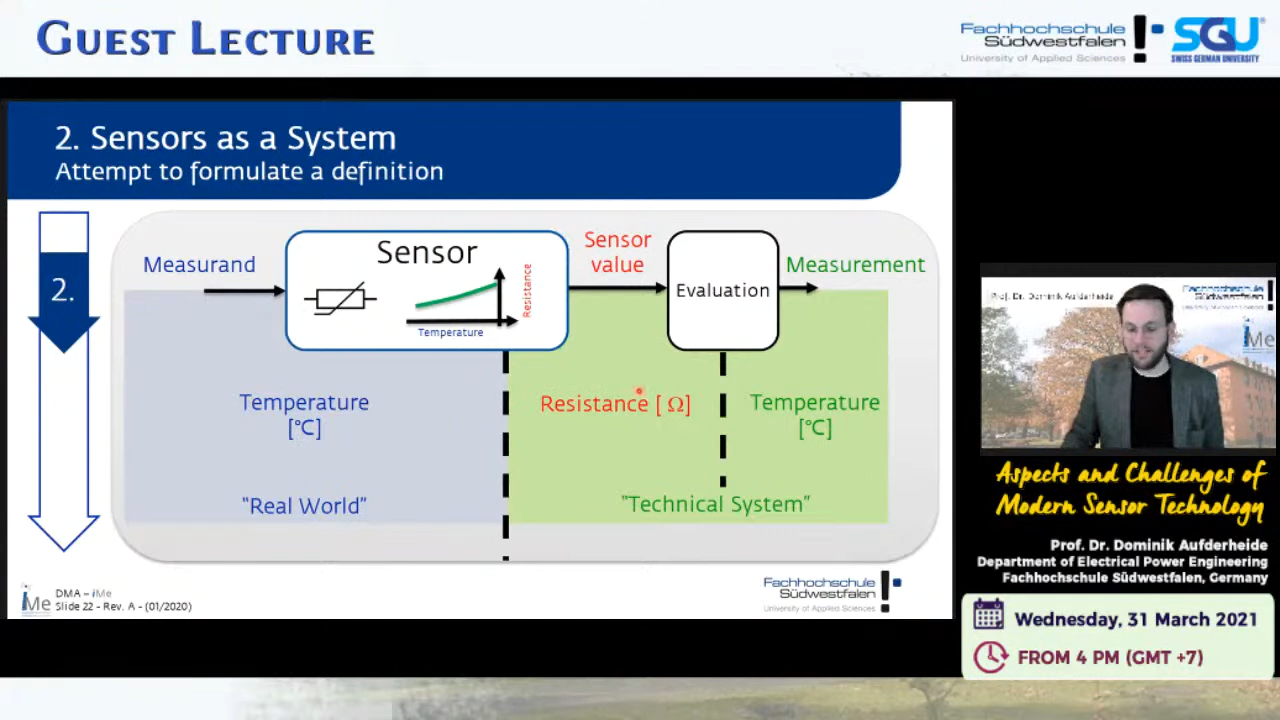 GUEST LECTURE
Fachhochschule
Südwestfalen
University of Applied Sciences
SGU
SWISS GERMAN UNIVERSITY
2. Sensors as a System
Attempt to formulate a definition
2.
Measurand
Sensor
Temperature
Resistance
Sensor
value
Evaluation
Measurement
Temperature
[°C]
Resistance [ Ω]
Temperature
[°C]
"Real World"
"Technical System"
iMe
DMA – iMe
Slide 22 - Rev. A - (01/2020)
Fachhochschule
Südwestfalen
University of Applied Sciences
Prof. Dr. Dominik Aufderheide
Fachhochschule
Südwestfalen
iMe
Aspects and Challenges of
Modern Sensor Technology
Prof. Dr. Dominik Aufderheide
Department of Electrical Power Engineering
Fachhochschule Südwestfalen, Germany
Wednesday, 31 March 2021
FROM 4 PM (GMT +7)